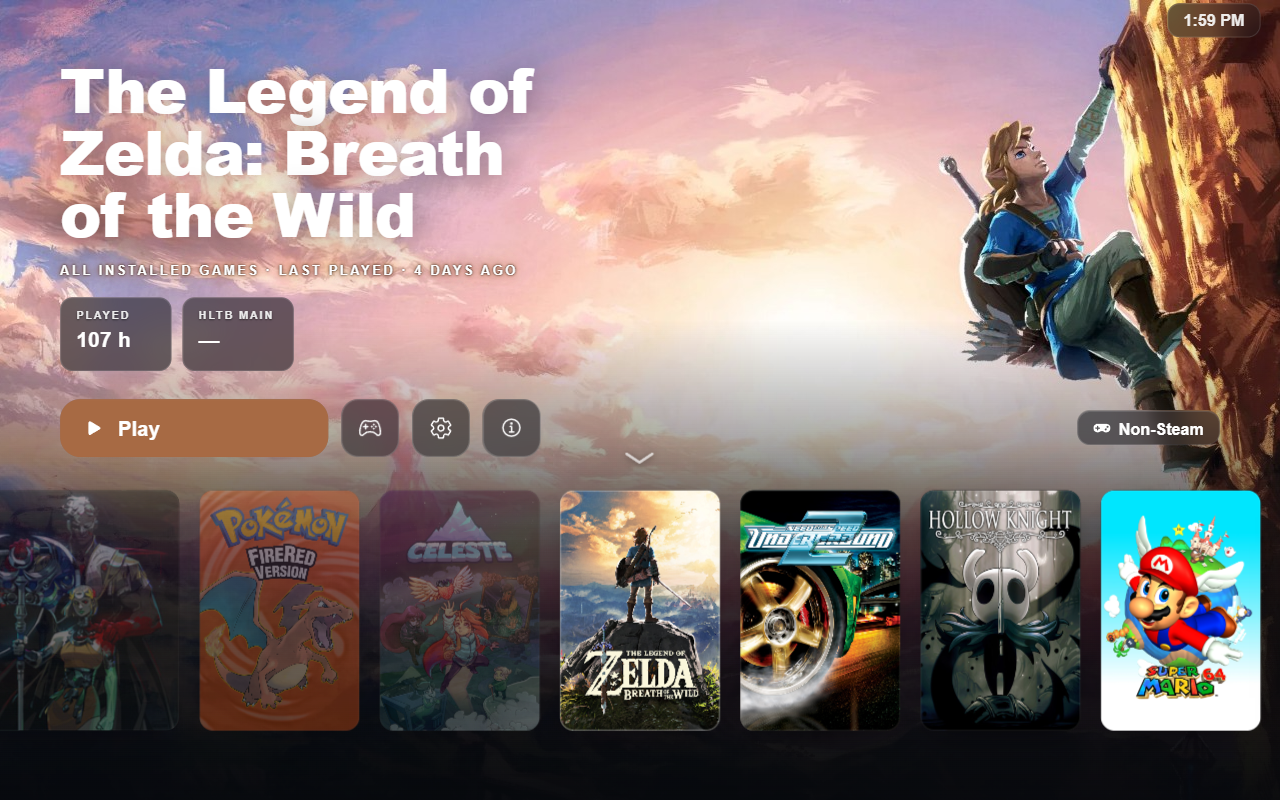 1:59 PM
The Legend of
Zelda: Breath
of the Wild
ALL INSTALLED GAMES · LAST PLAYED · 4 DAYS AGO
PLAYED
107 h
HLTB MAIN
—
Play
Non-Steam
POKéMON
FIRERED
VERSION
CELESTE
THE LEGEND OF
ZELDA
BREATH OF THE WILD
NEED FOR SPEED
UNDERGROUND
2
HOLLOW KNIGHT
M
SUPER
MARIO 64